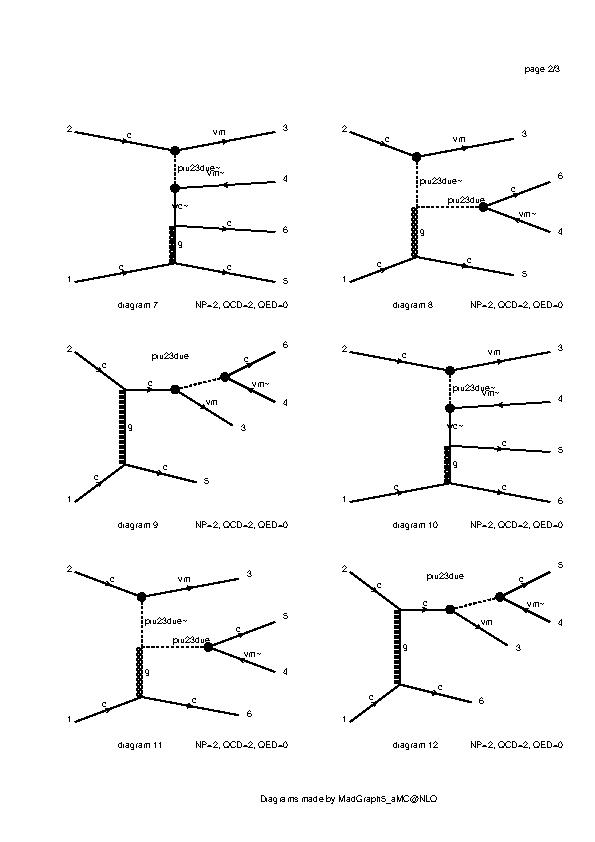 page 2/3
2 c vm 3
piu23due~
vm~ 4
c~
c 6
g
1 c c 5
diagram 7 NP=2, QCD=2, QED=0
2 c vm 3
piu23due~
6
c
piu23due
vm~
g 4
1 c c 5
diagram 8 NP=2, QCD=2, QED=0
2 piu23due 6
c c
c
vm~
vm 4
g 3
c c 5
1
diagram 9 NP=2, QCD=2, QED=0
2 c vm 3
piu23due~
vm~ 4
c~
c 5
g
1 c c 6
diagram 10 NP=2, QCD=2, QED=0
2 c vm 3
piu23due~
5
c
piu23due
vm~
g 4
1 c c 6
diagram 11 NP=2, QCD=2, QED=0
2 piu23due 5
c c
c
vm~
vm 4
g 3
c c 6
1
diagram 12 NP=2, QCD=2, QED=0
Diagrams made by MadGraph5_aMC@NLO